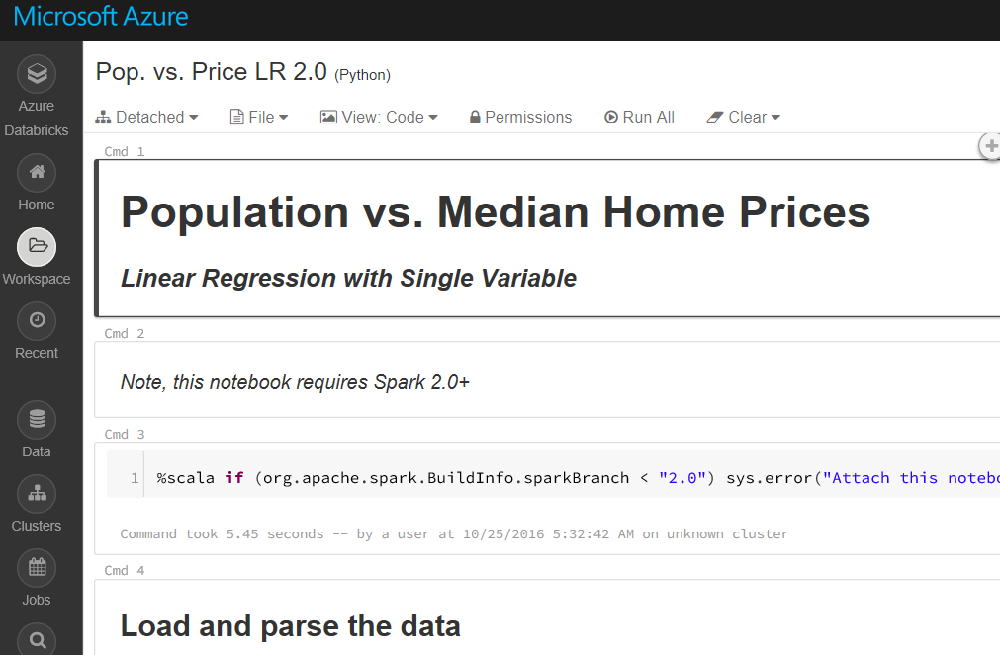 Microsoft Azure
Azure
Databricks
Home
Workspace
Recent
Data
Clusters
Jobs
Pop. vs. Price LR 2.0 (Python)
Detached File View: Code Permissions Run All Clear
Cmd 1
Population vs. Median Home Prices
Linear Regression with Single Variable
Cmd 2
Note, this notebook requires Spark 2.0+
Cmd 3
1 %scala if (org.apache.spark.BuildInfo.sparkBranch < "2.0") sys.error("Attach this notebo
Command took 5.45 seconds -- by a user at 10/25/2016 5:32:42 AM on unknown cluster
Cmd 4
Load and parse the data